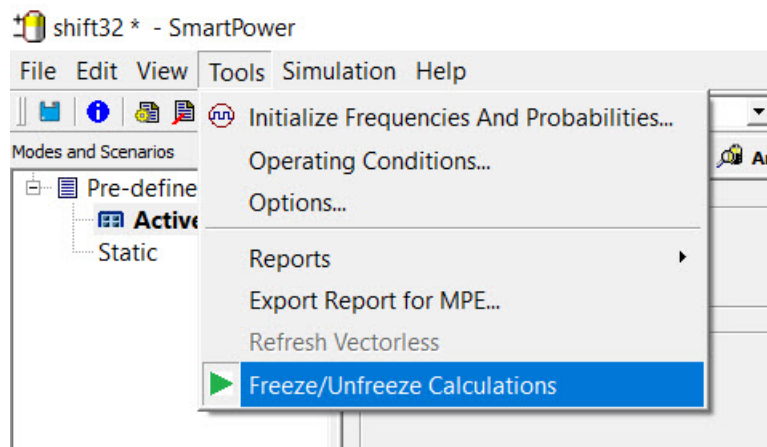 shift32 * - SmartPower
File Edit View Tools Simulation Help
Initialize Frequencies And Probabilities...
Modes and Scenarios
Operating Conditions...
Pre-define
Options...
Active
Static
Reports
Export Report for MPE...
Refresh Vectorless
Freeze/Unfreeze Calculations